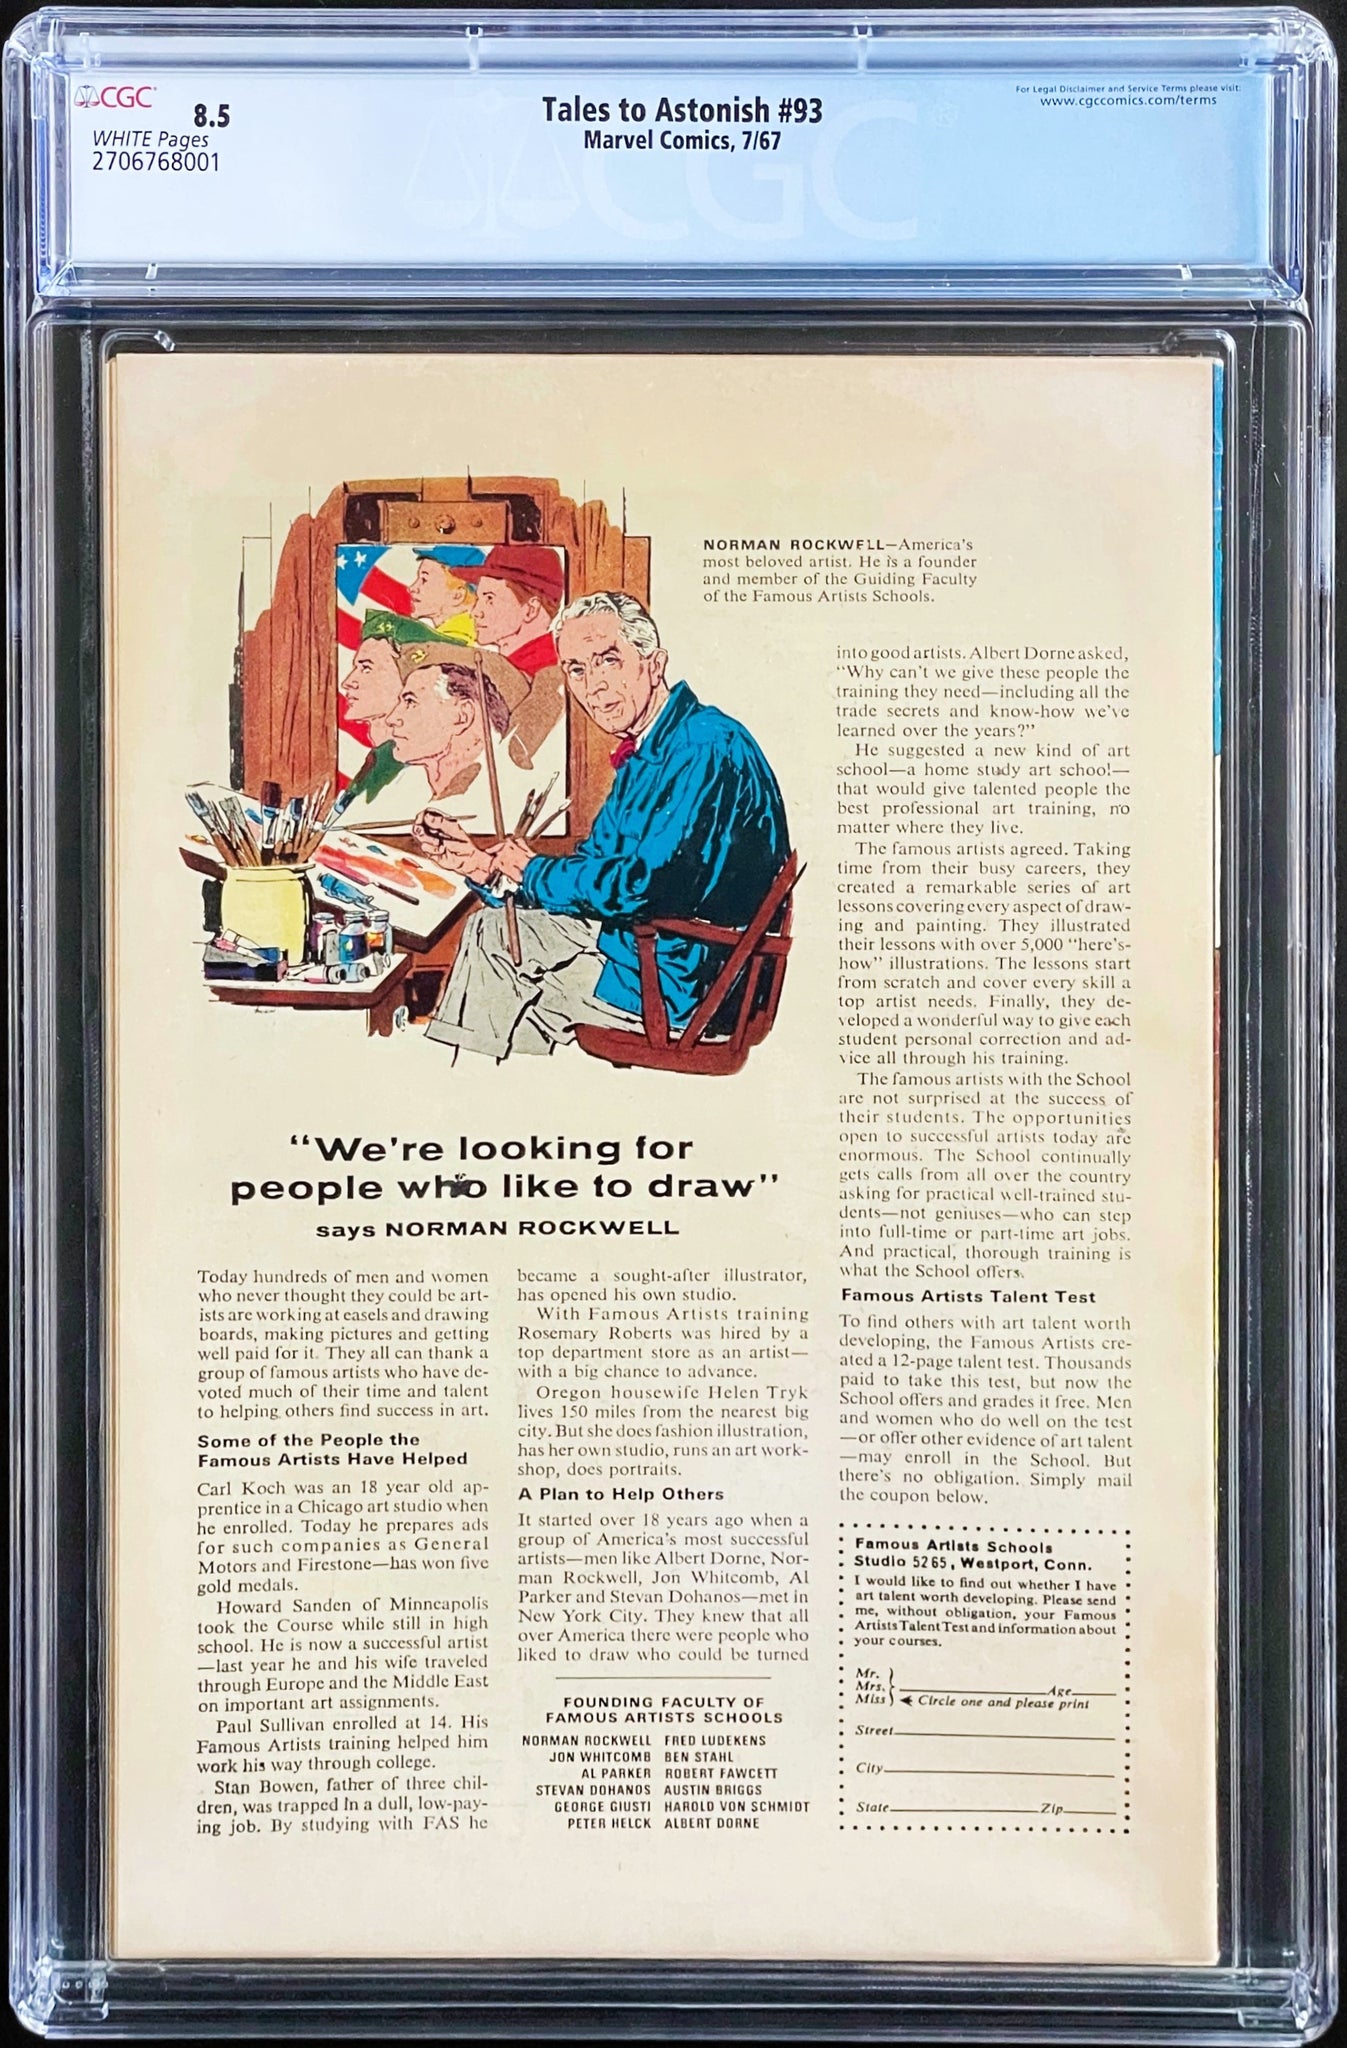 CGC
8.5
WHITE Pages
2706768001
Tales to Astonish #93
Marvel Comics, 7/67
For Legal Disclaimer and Service Terms please visit:
www.cgccomics.com/terms
CGC
NORMAN ROCKWELL—America's
most beloved artist. He is a founder
and member of the Guiding Faculty
of the Famous Artists Schools.
"We're looking for
people who like to draw"
says NORMAN ROCKWELL
Today hundreds of men and women
who never thought they could be art-
ists are working at easels and drawing
boards, making pictures and getting
well paid for it. They all can thank a
group of famous artists who have de-
voted much of their time and talent
to helping others find success in art.
Some of the People the
Famous Artists Have Helped
Carl Koch was an 18 year old ap-
prentice in a Chicago art studio when
he enrolled. Today he prepares ads
for such companies as General
Motors and Firestone—has won five
gold medals.
Howard Sanden of Minneapolis
took the Course while still in high
school. He is now a successful artist
—last year he and his wife traveled
through Europe and the Middle East
on important art assignments.
Paul Sullivan enrolled at 14. His
Famous Artists training helped him
work his way through college.
Stan Bowen, father of three chil-
dren, was trapped in a dull, low-pay-
ing job. By studying with FAS he
became a sought-after illustrator,
has opened his own studio.
With Famous Artists training
Rosemary Roberts was hired by a
top department store as an artist—
with a big chance to advance.
Oregon housewife Helen Tryk
lives 150 miles from the nearest big
city. But she does fashion illustration,
has her own studio, runs an art work-
shop, does portraits.
A Plan to Help Others
It started over 18 years ago when a
group of America's most successful
artists—men like Albert Dorne, Nor-
man Rockwell, Jon Whitcomb, Al
Parker and Stevan Dohanos—met in
New York City. They knew that all
over America there were people who
liked to draw who could be turned
FOUNDING FACULTY OF
FAMOUS ARTISTS SCHOOLS
NORMAN ROCKWELL FRED LUDEKENS
JON WHITCOMB BEN STAHL
AL PARKER ROBERT FAWCETT
STEVAN DOHANOS AUSTIN BRIGGS
GEORGE GIUSTI HAROLD VON SCHMIDT
PETER HELCK ALBERT DORNE
into good artists. Albert Dorne asked,
"Why can't we give these people the
training they need—including all the
trade secrets and know-how we've
learned over the years?"
He suggested a new kind of art
school—a home study art school—
that would give talented people the
best professional art training, no
matter where they live.
The famous artists agreed. Taking
time from their busy careers, they
created a remarkable series of art
lessons covering every aspect of draw-
ing and painting. They illustrated
their lessons with over 5,000 "here's-
how" illustrations. The lessons start
from scratch and cover every skill a
top artist needs. Finally, they de-
veloped a wonderful way to give each
student personal correction and ad-
vice all through his training.
The famous artists with the School
are not surprised at the success of
their students. The opportunities
open to successful artists today are
enormous. The School continually
gets calls from all over the country
asking for practical well-trained stu-
dents—not geniuses—who can step
into full-time or part-time art jobs.
And practical, thorough training is
what the School offers.
Famous Artists Talent Test
To find others with art talent worth
developing, the Famous Artists cre-
ated a 12-page talent test. Thousands
paid to take this test, but now the
School offers and grades it free. Men
and women who do well on the test
—or offer other evidence of art talent
—may enroll in the School. But
there's no obligation. Simply mail
the coupon below.
Famous Artists Schools
Studio 5265, Westport, Conn.
I would like to find out whether I have
art talent worth developing. Please send
me, without obligation, your Famous
Artists Talent Test and information about
your courses.
Mr.
Mrs. Age
Miss Circle one and please print
Street
City
State Zip